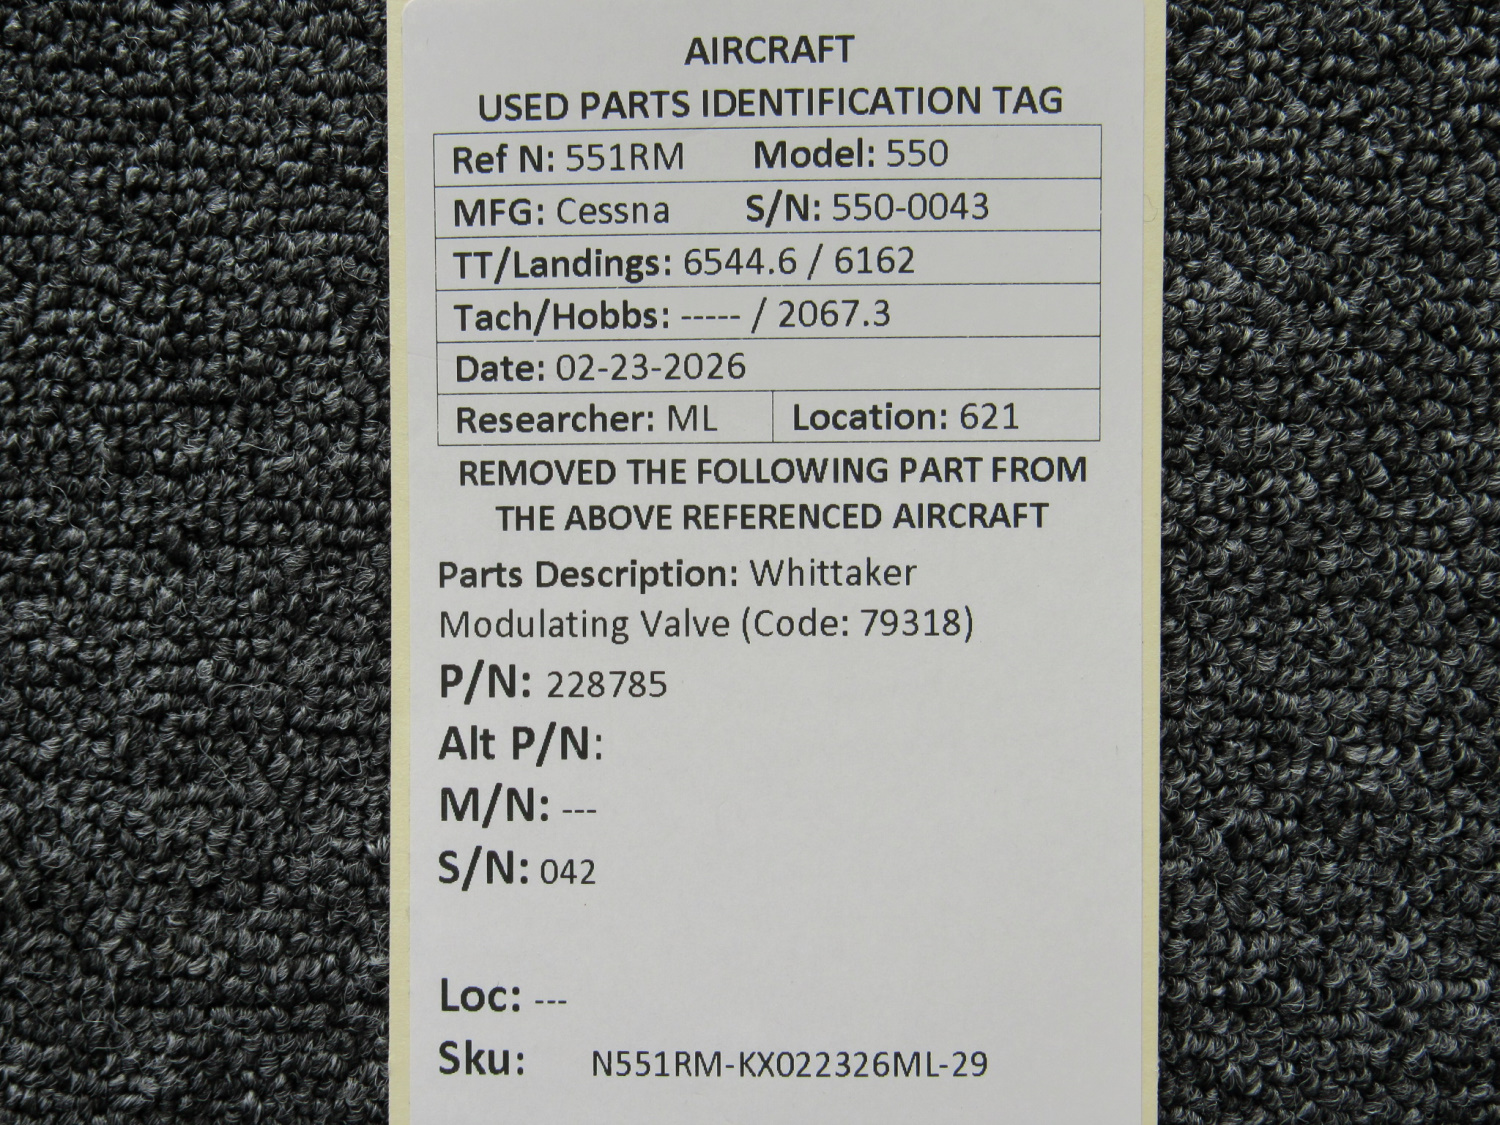 AIRCRAFT
USED PARTS IDENTIFICATION TAG
Ref N: 551RM Model: 550
MFG: Cessna S/N: 550-0043
TT/Landings: 6544.6 / 6162
Tach/Hobbs: ----- / 2067.3
Date: 02-23-2026
Researcher: ML Location: 621
REMOVED THE FOLLOWING PART FROM
THE ABOVE REFERENCED AIRCRAFT
Parts Description: Whittaker
Modulating Valve (Code: 79318)
P/N: 228785
Alt P/N:
M/N: ---
S/N: 042
Loc: ---
Sku: N551RM-KX022326ML-29